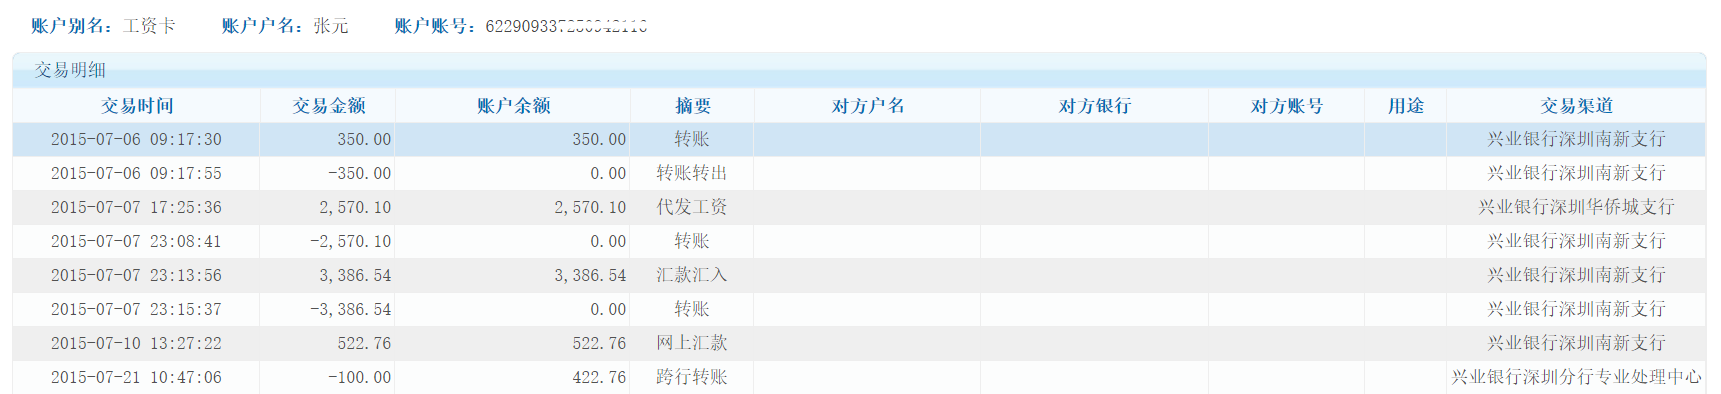 账户别名：工资卡 账户户名：张元 账户账号：622909337
交易明细
交易时间 交易金额 账户余额 摘要 对方户名 对方银行 对方账号 用途 交易渠道
2015-07-06 09:17:30 350.00 350.00 转账 兴业银行深圳南新支行
2015-07-06 09:17:55 -350.00 0.00 转账转出 兴业银行深圳南新支行
2015-07-07 17:25:36 2,570.10 2,570.10 代发工资 兴业银行深圳华侨城支行
2015-07-07 23:08:41 -2,570.10 0.00 转账 兴业银行深圳南新支行
2015-07-07 23:13:56 3,386.54 3,386.54 汇款汇入 兴业银行深圳南新支行
2015-07-07 23:15:37 -3,386.54 0.00 转账 兴业银行深圳南新支行
2015-07-10 13:27:22 522.76 522.76 网上汇款 兴业银行深圳南新支行
2015-07-21 10:47:06 -100.00 422.76 跨行转账 兴业银行深圳分行专业处理中心